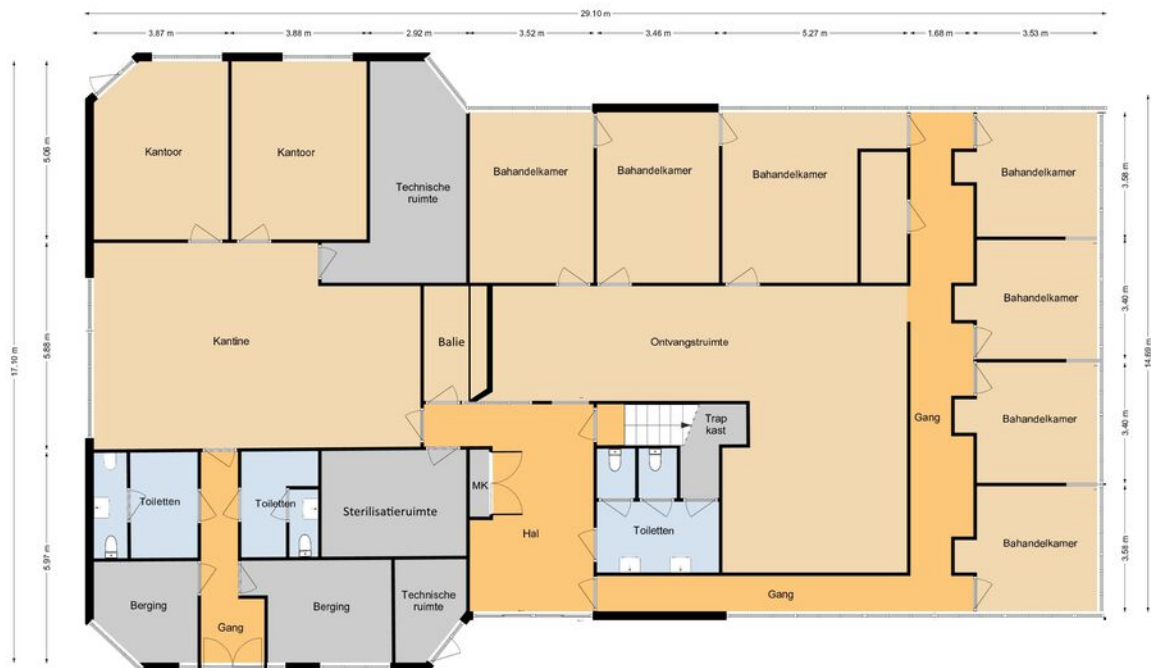 29.10 m
3.87 m
3.88 m
2.92 m
3.52 m
3.46 m
5.27 m
1.68 m
3.53 m
17.10 m
5.06 m
5.88 m
5.97 m
14.69 m
3.58 m
3.40 m
3.40 m
3.58 m
Kantoor
Kantoor
Technische
ruimte
Bahandelkamer
Bahandelkamer
Bahandelkamer
Bahandelkamer
Kantine
Balie
Ontvangstruimte
Bahandelkamer
Trap
kast
Gang
Bahandelkamer
Toiletten
Toiletten
Sterilisatieruimte
MK
Hal
Toiletten
Bahandelkamer
Berging
Gang
Berging
Technische
ruimte
Gang